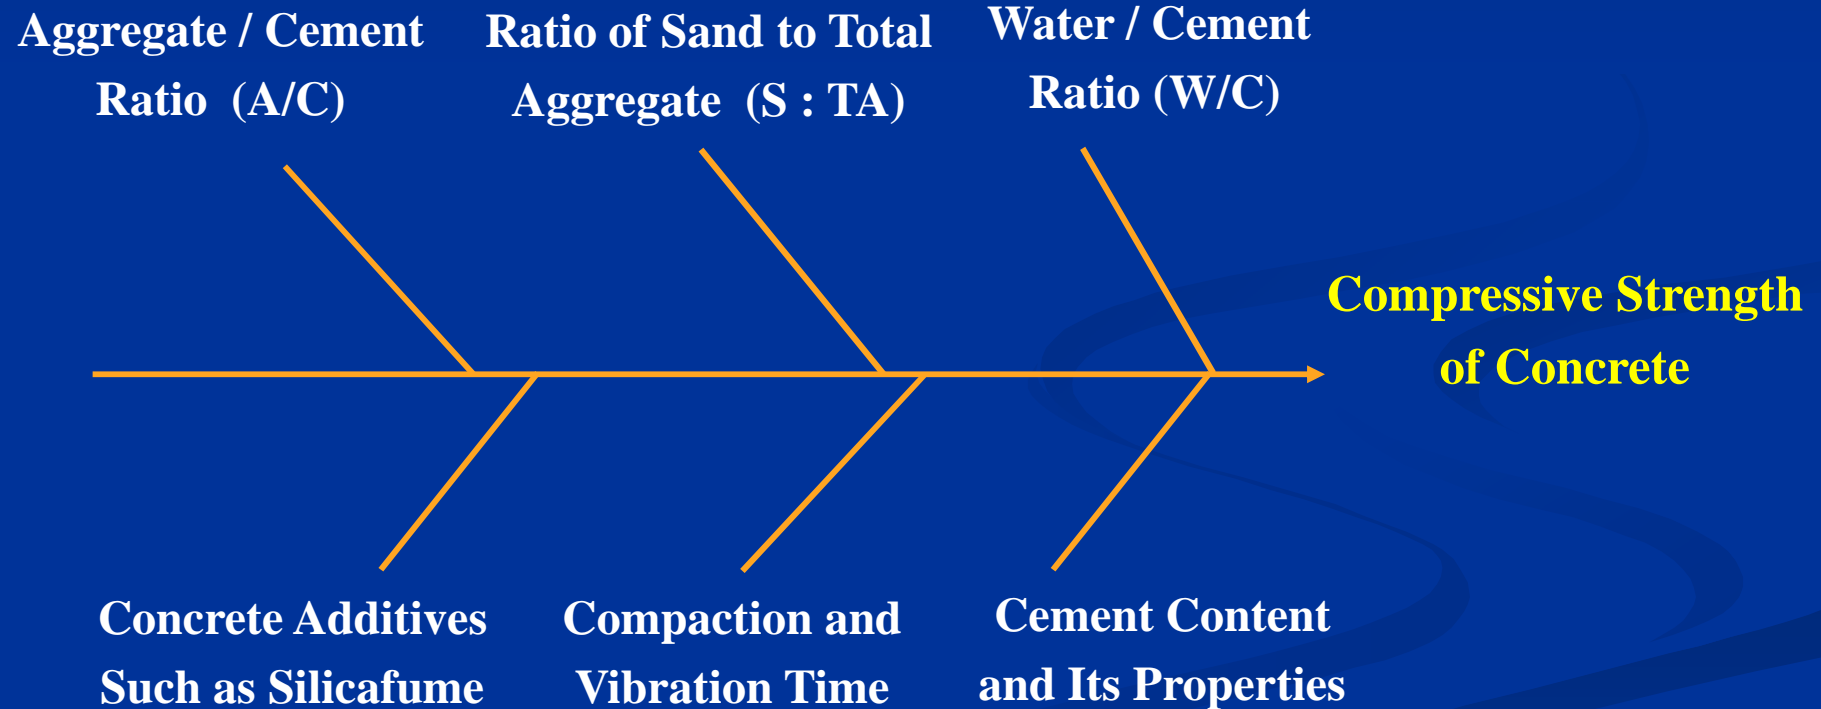 Aggregate / Cement
Ratio (A/C)
Ratio of Sand to Total
Aggregate (S : TA)
Water / Cement
Ratio (W/C)
Compressive Strength
of Concrete
Concrete Additives
Such as Silicafume
Compaction and
Vibration Time
Cement Content
and Its Properties